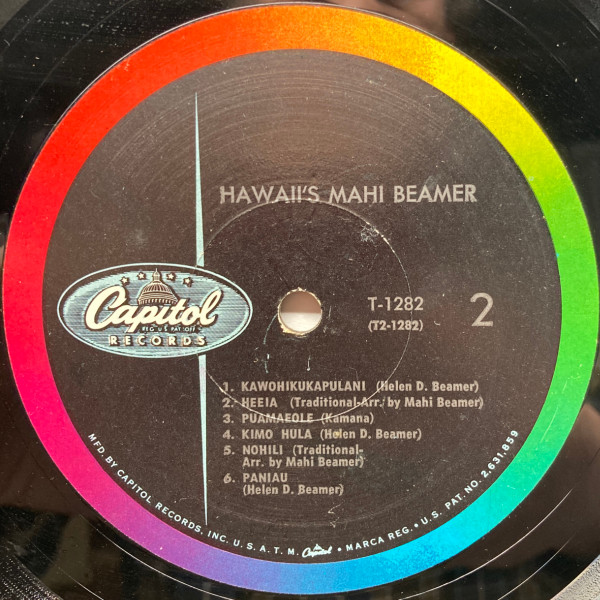 HAWAII'S MAHI BEAMER
Capitol
REG. U.S. PAT. OFF.
RECORDS
T-1282
(T2-1282)
2
1. KAWOHIKUKAPULANI (Helen D. Beamer)
2. HEEIA (Traditional-Arr. by Mahi Beamer)
3. PUAMAEOLE (Kamana)
4. KIMO HULA (Helen D. Beamer)
5. NOHILI (Traditional-
Arr. by Mahi Beamer)
6. PANIAU
(Helen D. Beamer)
MFD. BY CAPITOL RECORDS, INC. U. S. A. T. M. Capitol • MARCA REG. • U.S. PAT. NO. 2,631,859